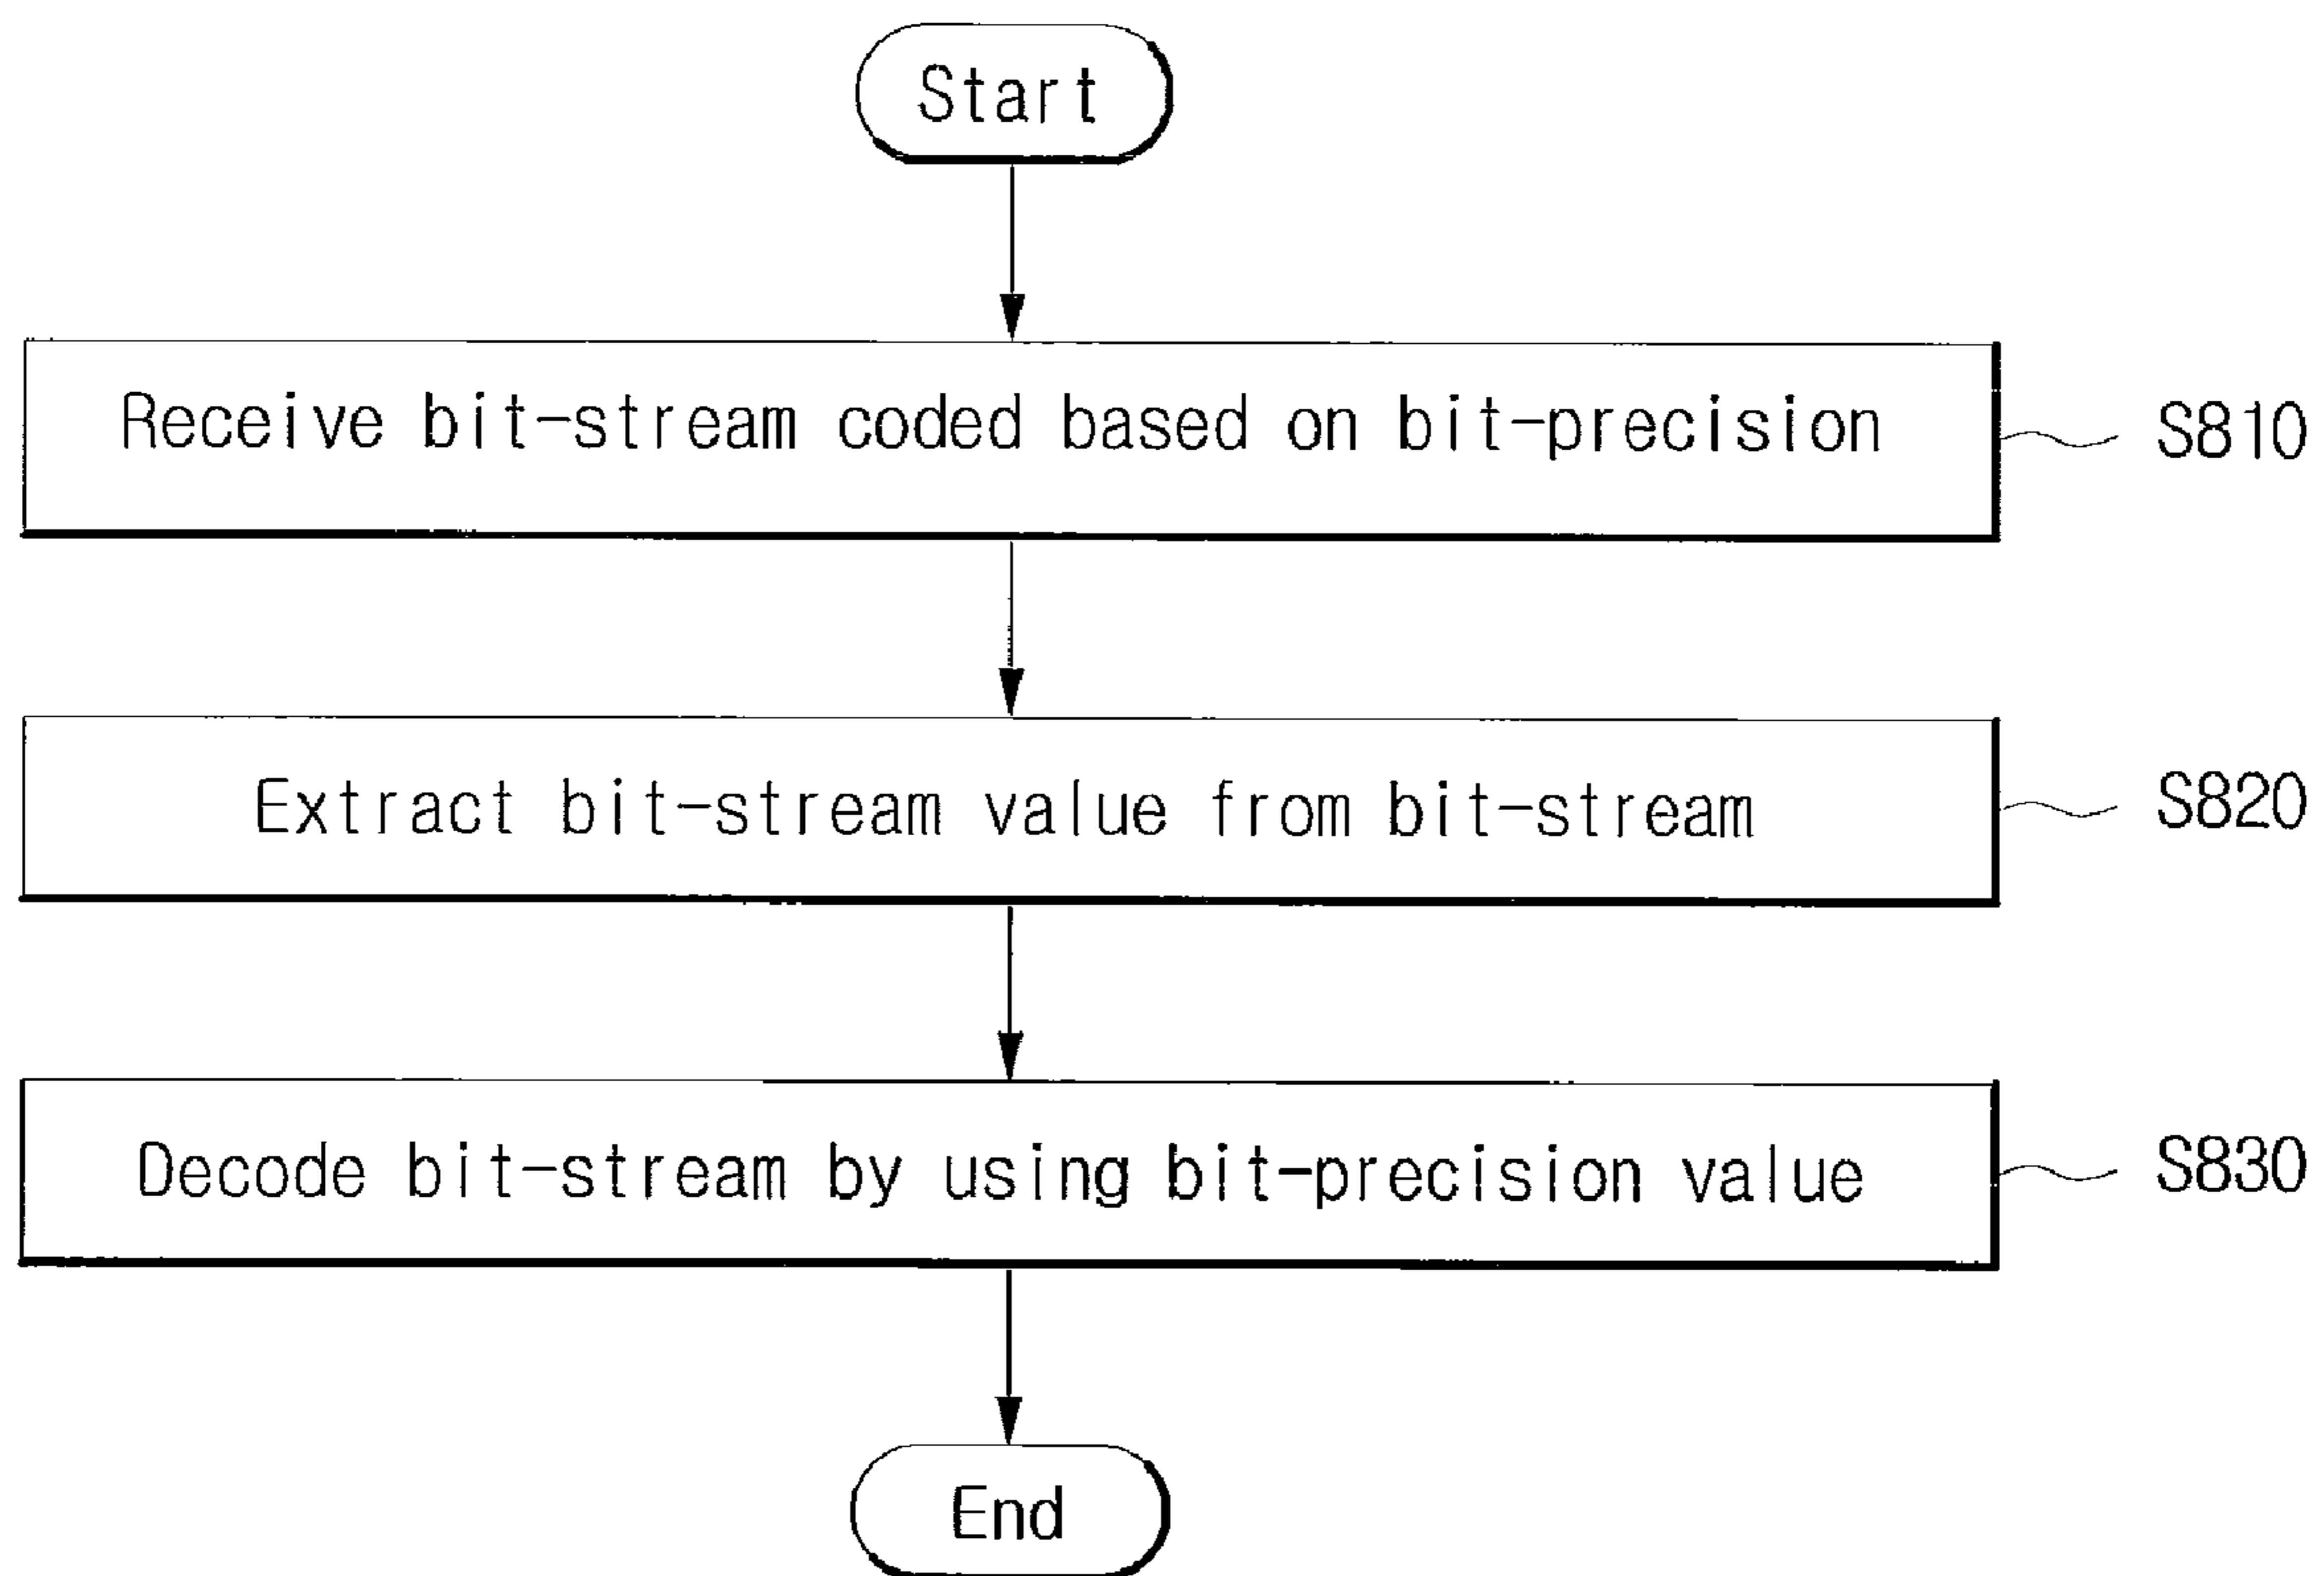 Start
Receive bit-stream coded based on bit-precision
S810
Extract bit-stream value from bit-stream
S820
Decode bit-stream by using bit-precision value
S830
End